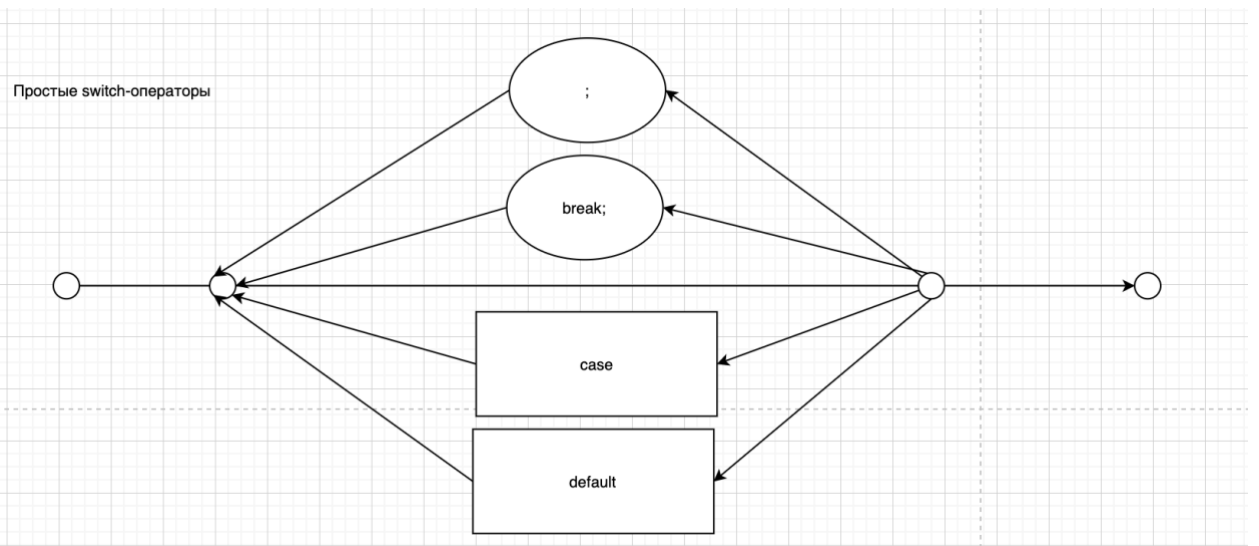 Простые switch-операторы
;
break;
case
default